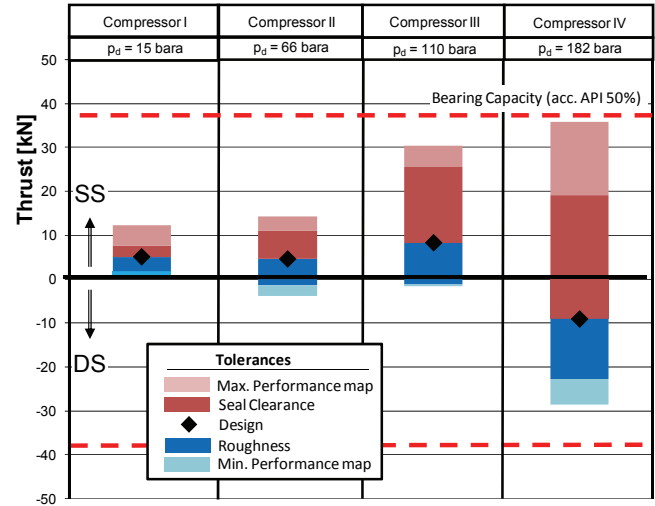 Compressor I
Compressor II
Compressor III
Compressor IV
p_d = 15 bara
p_d = 66 bara
p_d = 110 bara
p_d = 182 bara
Thrust [kN]
50
40
30
20
10
0
-10
-20
-30
-40
-50
Bearing Capacity (acc. API 50%)
SS
DS
Tolerances
Max. Performance map
Seal Clearance
Design
Roughness
Min. Performance map